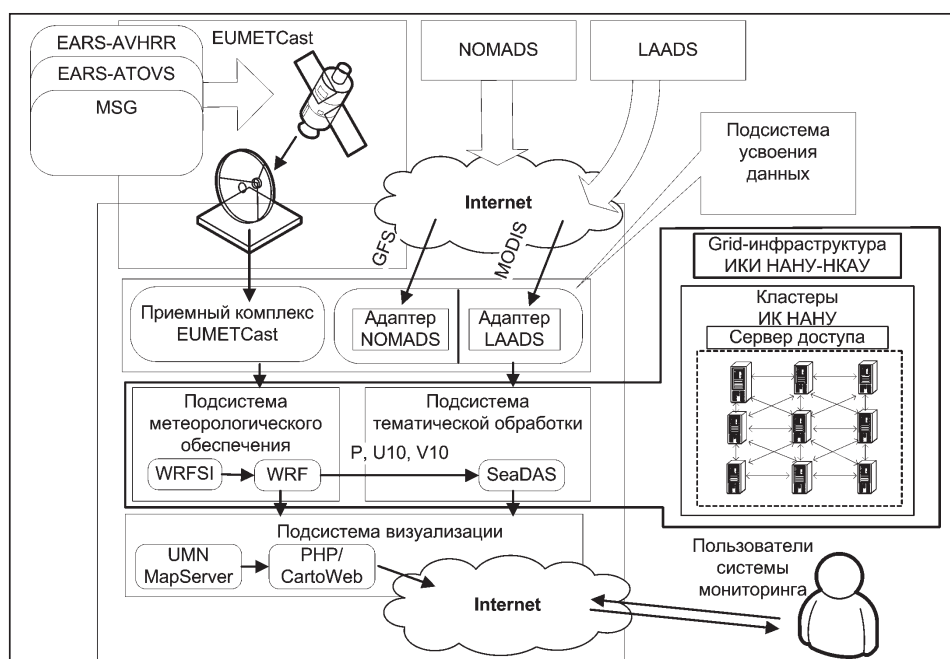 EARS-AVHRR
EARS-ATOVS
MSG
EUMETCast
NOMADS
LAADS
Подсистема
усвоения
данных
Internet
GFS
MODIS
Приемный комплекс
EUMETCast
Адаптер
NOMADS
Адаптер
LAADS
Grid-инфраструктура
ИКИ НАНУ-НКАУ
Кластеры
ИК НАНУ
Сервер доступа
Подсистема
метеорологического
обеспечения
WRFSI
WRF
P, U10, V10
Подсистема
тематической обработки
SeaDAS
Подсистема визуализации
UMN
MapServer
PHP/
CartoWeb
Internet
Пользователи
системы
мониторинга